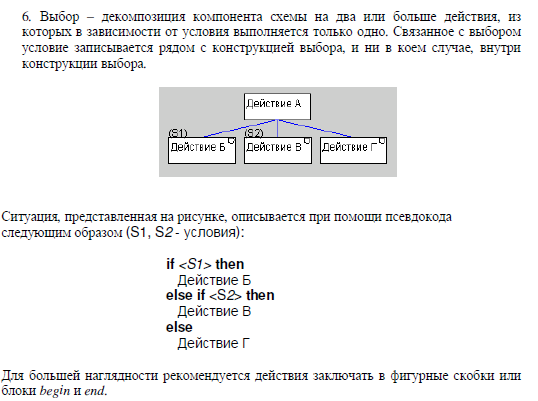 6. Выбор – декомпозиция компонента схемы на два или больше действия, из
которых в зависимости от условия выполняется только одно. Связанное с выбором
условие записывается рядом с конструкцией выбора, и ни в коем случае, внутри
конструкции выбора.
Действие А
(S1) (S2)
Действие Б Действие В Действие Г
Ситуация, представленная на рисунке, описывается при помощи псевдокода
следующим образом (S1, S2 - условия):
if <S1> then
Действие Б
else if <S2> then
Действие В
else
Действие Г
Для большей наглядности рекомендуется действия заключать в фигурные скобки или
блоки begin и end.